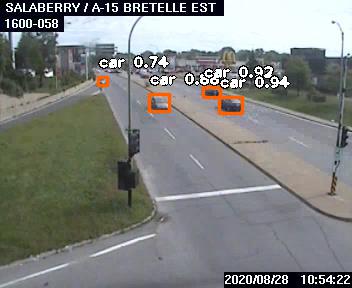 SALABERRY / A-15 BRETELLE EST
1600-058
car 0.74
car 0.92
car 0.94
2020/08/28 10:54:22